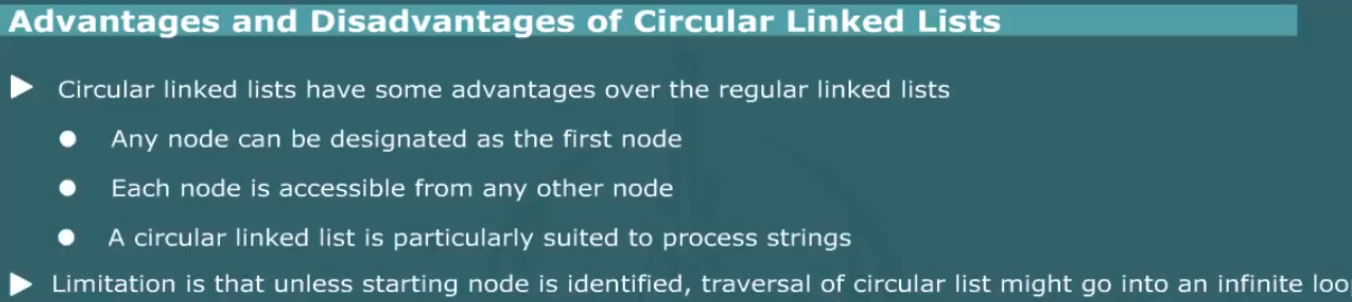 Advantages and Disadvantages of Circular Linked Lists
Circular linked lists have some advantages over the regular linked lists
Any node can be designated as the first node
Each node is accessible from any other node
A circular linked list is particularly suited to process strings
Limitation is that unless starting node is identified, traversal of circular list might go into an infinite loo